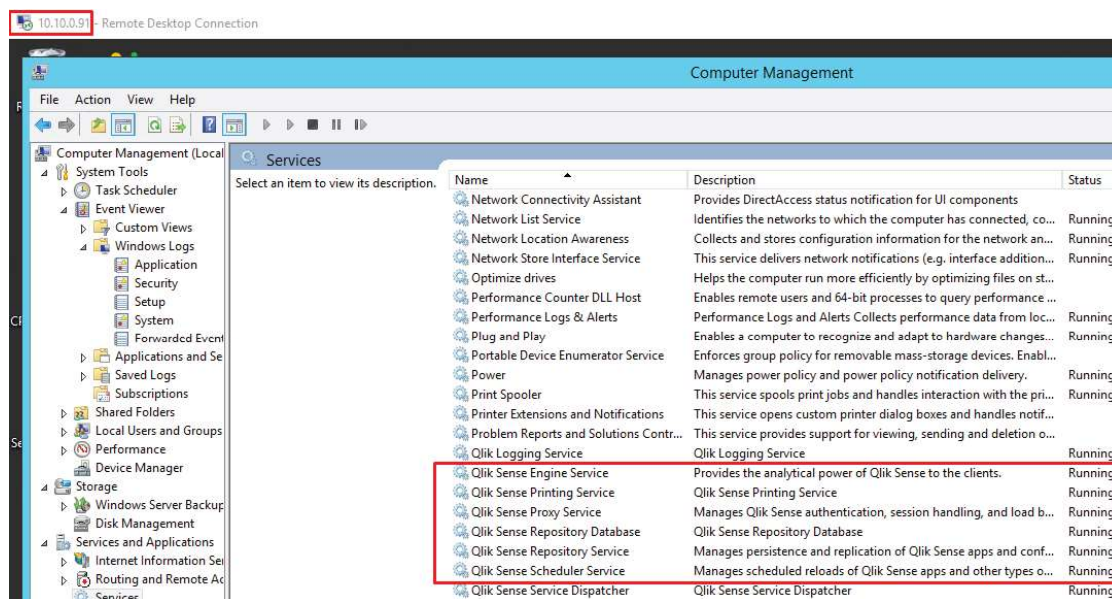 10.10.0.91 - Remote Desktop Connection
Computer Management
File Action View Help
Computer Management (Local
System Tools
Task Scheduler
Event Viewer
Custom Views
Windows Logs
Application
Security
Setup
System
Forwarded Event
Applications and Se
Saved Logs
Subscriptions
Shared Folders
Local Users and Groups
Performance
Device Manager
Storage
Windows Server Backup
Disk Management
Services and Applications
Internet Information Ser
Routing and Remote Ac
Services
Services
Select an item to view its description.
Name Description Status
Network Connectivity Assistant Provides DirectAccess status notification for UI components
Network List Service Identifies the networks to which the computer has connected, co... Running
Network Location Awareness Collects and stores configuration information for the network an... Running
Network Store Interface Service This service delivers network notifications (e.g. interface addition... Running
Optimize drives Helps the computer run more efficiently by optimizing files on st...
Performance Counter DLL Host Enables remote users and 64-bit processes to query performance ...
Performance Logs & Alerts Performance Logs and Alerts Collects performance data from loc... Running
Plug and Play Enables a computer to recognize and adapt to hardware changes... Running
Portable Device Enumerator Service Enforces group policy for removable mass-storage devices. Enabl...
Power Manages power policy and power policy notification delivery. Running
Print Spooler This service spools print jobs and handles interaction with the pri... Running
Printer Extensions and Notifications This service opens custom printer dialog boxes and handles notif...
Problem Reports and Solutions Contr... This service provides support for viewing, sending and deletion o...
Qlik Logging Service Qlik Logging Service Running
Qlik Sense Engine Service Provides the analytical power of Qlik Sense to the clients. Running
Qlik Sense Printing Service Qlik Sense Printing Service Running
Qlik Sense Proxy Service Manages Qlik Sense authentication, session handling, and load b... Running
Qlik Sense Repository Database Qlik Sense Repository Database Running
Qlik Sense Repository Service Manages persistence and replication of Qlik Sense apps and conf... Running
Qlik Sense Scheduler Service Manages scheduled reloads of Qlik Sense apps and other types o... Running
Qlik Sense Service Dispatcher Qlik Sense Service Dispatcher Running